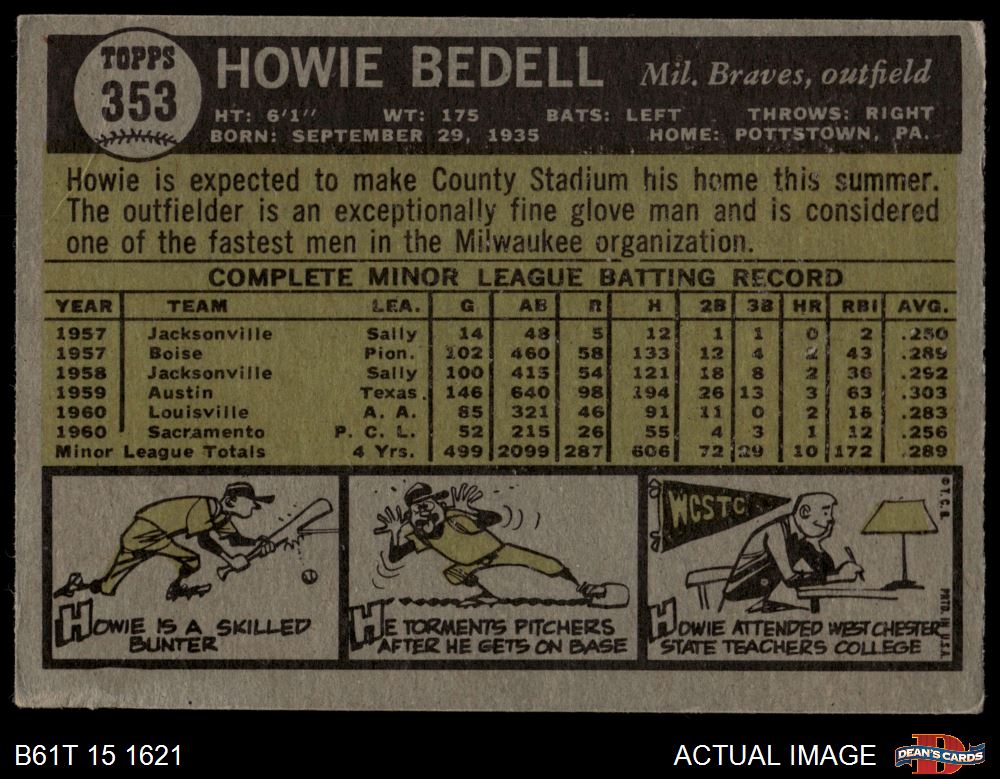 TOPPS
353
HOWIE BEDELL Mil. Braves, outfield
HT: 6'1" WT: 175 BATS: LEFT THROWS: RIGHT
BORN: SEPTEMBER 29, 1935 HOME: POTTSTOWN, PA.
Howie is expected to make County Stadium his home this summer.
The outfielder is an exceptionally fine glove man and is considered
one of the fastest men in the Milwaukee organization.
COMPLETE MINOR LEAGUE BATTING RECORD
YEAR TEAM LEA. G AB R H 2B 3B HR RBI AVG.
1957 Jacksonville Sally 14 48 5 12 1 1 0 2 .250
1957 Boise Pion. 102 460 58 133 12 4 2 43 .289
1958 Jacksonville Sally 100 415 54 121 18 8 2 36 .292
1959 Austin Texas. 146 640 98 194 26 13 3 63 .303
1960 Louisville A. A. 85 321 46 91 11 0 2 16 .283
1960 Sacramento P. C. L. 52 215 26 55 4 3 1 12 .256
Minor League Totals 4 Yrs. 499 2099 287 606 72 29 10 172 .289
HOWIE IS A SKILLED
BUNTER
HE TORMENTS PITCHERS
AFTER HE GETS ON BASE
WCSTC
HOWIE ATTENDED WEST CHESTER
STATE TEACHERS COLLEGE
© T.C.G.
PRTD. IN U.S.A.
B61T 15 1621
ACTUAL IMAGE
DEAN'S CARDS